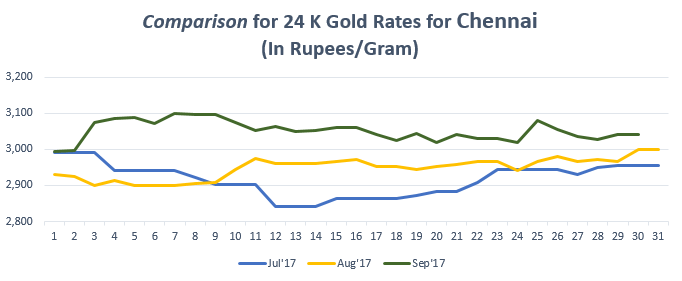 Comparison for 24 K Gold Rates for Chennai
(In Rupees/Gram)
3,200
3,100
3,000
2,900
2,800
1 2 3 4 5 6 7 8 9 10 11 12 13 14 15 16 17 18 19 20 21 22 23 24 25 26 27 28 29 30 31
Jul'17 Aug'17 Sep'17